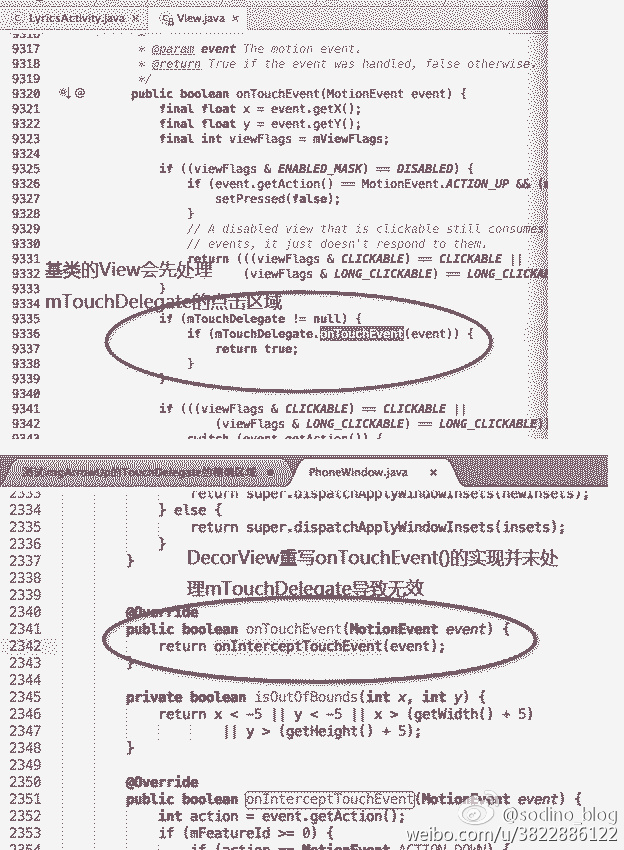 LyricsActivity.java × View.java ×
9316 *
9317 * @param event The motion event.
9318 * @return True if the event was handled, false otherwise.
9319 */
9320 public boolean onTouchEvent(MotionEvent event) {
9321 final float x = event.getX();
9322 final float y = event.getY();
9323 final int viewFlags = mViewFlags;
9324
9325 if ((viewFlags & ENABLED_MASK) == DISABLED) {
9326 if (event.getAction() == MotionEvent.ACTION_UP && (
9327 setPressed(false);
9328 }
9329 // A disabled view that is clickable still consumes
9330 // events, it just doesn't respond to them.
9331 return (((viewFlags & CLICKABLE) == CLICKABLE ||
基类的View会先处理
9332 (viewFlags & LONG_CLICKABLE) == LONG_CLICKA
9333 }
mTouchDelegate的点击区域
9334
9335 if (mTouchDelegate != null) {
9336 if (mTouchDelegate.onTouchEvent(event)) {
9337 return true;
9338 }
9339 }
9340
9341 if (((viewFlags & CLICKABLE) == CLICKABLE ||
9342 (viewFlags & LONG_CLICKABLE) == LONG_CLICKABLE)
9343 switch (event.getAction()) {
PhoneWindow.java ×
2333 return super.dispatchApplyWindowInsets(newInsets);
2334 } else {
2335 return super.dispatchApplyWindowInsets(insets);
2336 }
2337 }
DecorView重写onTouchEvent()的实现并未处
2338
理mTouchDelegate导致无效
2339
2340 @Override
2341 public boolean onTouchEvent(MotionEvent event) {
2342 return onInterceptTouchEvent(event);
2343 }
2344
2345 private boolean isOutOfBounds(int x, int y) {
2346 return x < -5 || y < -5 || x > (getWidth() + 5)
2347 || y > (getHeight() + 5);
2348 }
2349
2350 @Override
2351 public boolean onInterceptTouchEvent(MotionEvent event) {
2352 int action = event.getAction();
2353 if (mFeatureId >= 0) {
if (action == MotionEvent.ACTION_DOWN) {
@sodino_blog
weibo.com/u/3822886122